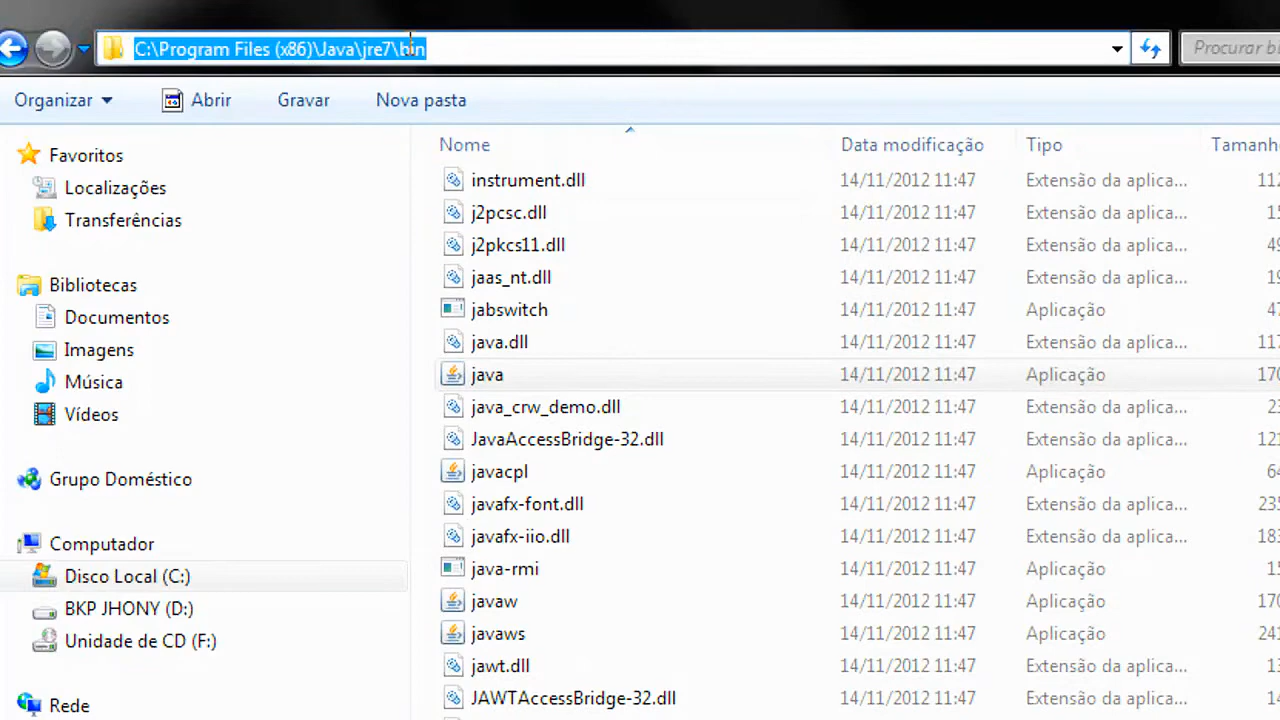 C:\Program Files (x86)\Java\jre7\bin
Organizar Abrir Gravar Nova pasta
Favoritos
Localizações
Transferências
Bibliotecas
Documentos
Imagens
Música
Vídeos
Grupo Doméstico
Computador
Disco Local (C:)
BKP JHONY (D:)
Unidade de CD (F:)
Rede
Nome Data modificação Tipo
instrument.dll 14/11/2012 11:47 Extensão da aplica...
j2pcsc.dll 14/11/2012 11:47 Extensão da aplica...
j2pkcs11.dll 14/11/2012 11:47 Extensão da aplica...
jaas_nt.dll 14/11/2012 11:47 Extensão da aplica...
jabswitch 14/11/2012 11:47 Aplicação
java.dll 14/11/2012 11:47 Extensão da aplica...
java 14/11/2012 11:47 Aplicação
java_crw_demo.dll 14/11/2012 11:47 Extensão da aplica...
JavaAccessBridge-32.dll 14/11/2012 11:47 Extensão da aplica...
javacpl 14/11/2012 11:47 Aplicação
javafx-font.dll 14/11/2012 11:47 Extensão da aplica...
javafx-iio.dll 14/11/2012 11:47 Extensão da aplica...
java-rmi 14/11/2012 11:47 Aplicação
javaw 14/11/2012 11:47 Aplicação
javaws 14/11/2012 11:47 Aplicação
jawt.dll 14/11/2012 11:47 Extensão da aplica...
JAWTAccessBridge-32.dll 14/11/2012 11:47 Extensão da aplica...
Procurar